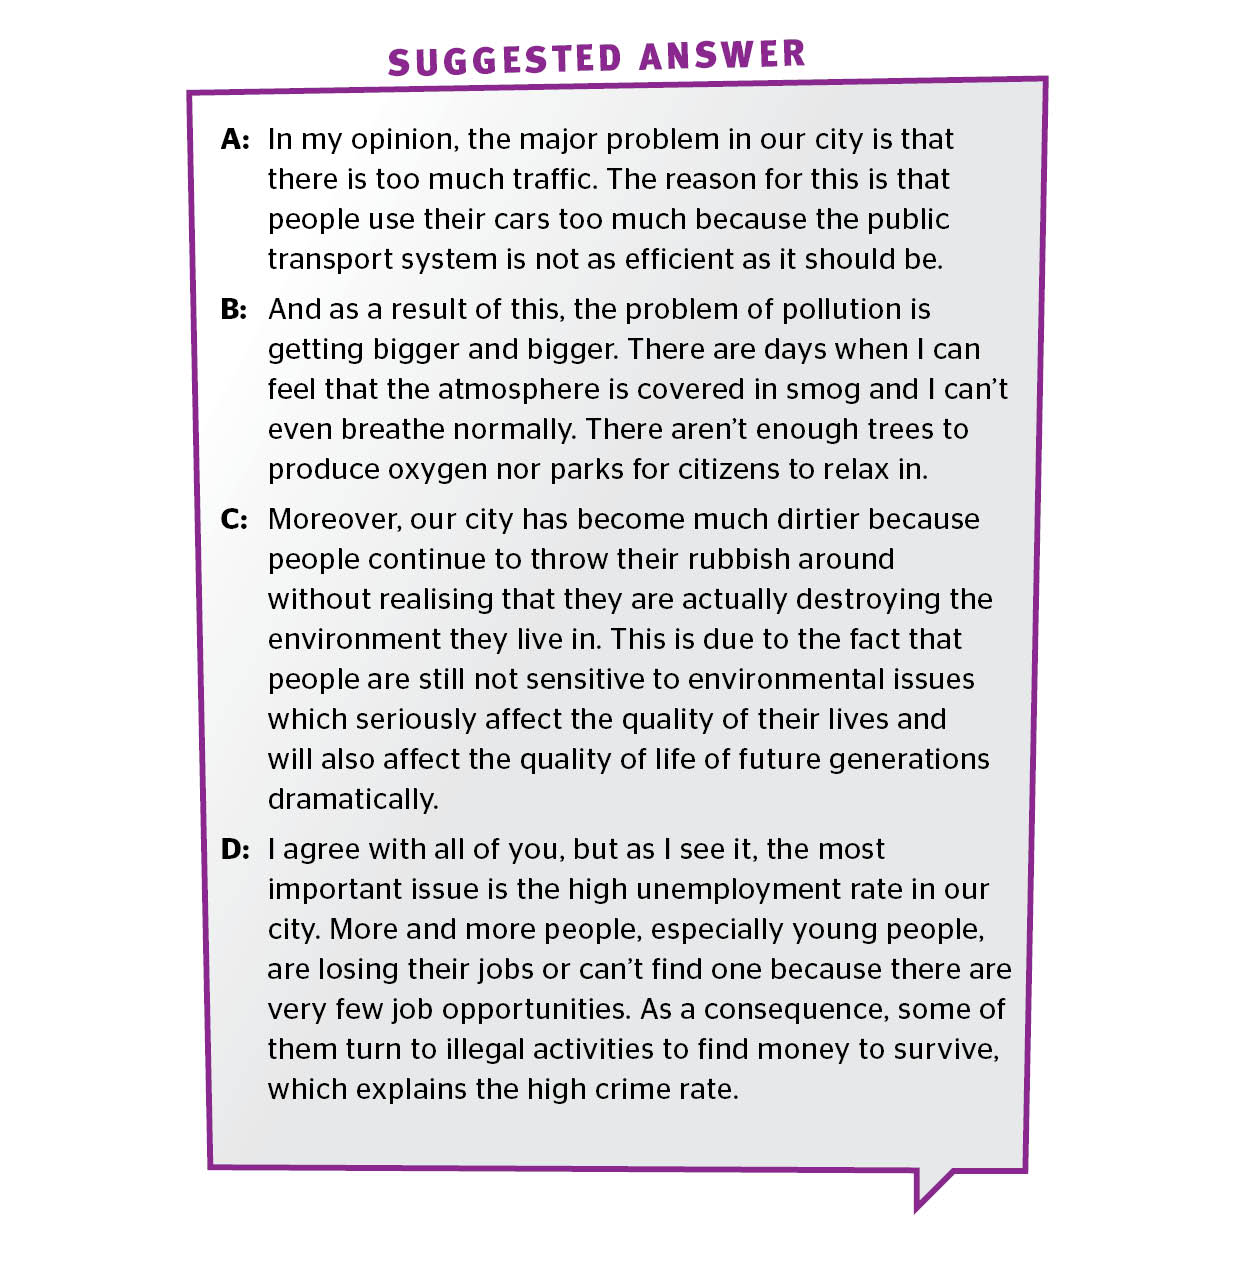 SUGGESTED ANSWER
A: In my opinion, the major problem in our city is that
there is too much traffic. The reason for this is that
people use their cars too much because the public
transport system is not as efficient as it should be.
B: And as a result of this, the problem of pollution is
getting bigger and bigger. There are days when I can
feel that the atmosphere is covered in smog and I can’t
even breathe normally. There aren’t enough trees to
produce oxygen nor parks for citizens to relax in.
C: Moreover, our city has become much dirtier because
people continue to throw their rubbish around
without realising that they are actually destroying the
environment they live in. This is due to the fact that
people are still not sensitive to environmental issues
which seriously affect the quality of their lives and
will also affect the quality of life of future generations
dramatically.
D: I agree with all of you, but as I see it, the most
important issue is the high unemployment rate in our
city. More and more people, especially young people,
are losing their jobs or can’t find one because there are
very few job opportunities. As a consequence, some of
them turn to illegal activities to find money to survive,
which explains the high crime rate.